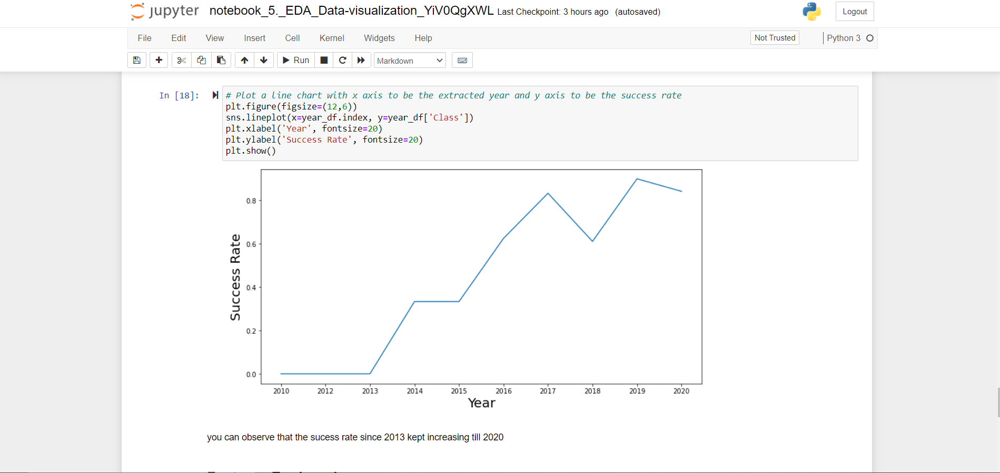 jupyter notebook_5._EDA_Data-visualization_YiV0QgXWL Last Checkpoint: 3 hours ago (autosaved) Logout
File Edit View Insert Cell Kernel Widgets Help Not Trusted Python 3
Run Markdown
In [18]:
# Plot a line chart with x axis to be the extracted year and y axis to be the success rate
plt.figure(figsize=(12,6))
sns.lineplot(x=year_df.index, y=year_df['Class'])
plt.xlabel('Year', fontsize=20)
plt.ylabel('Success Rate', fontsize=20)
plt.show()
Success Rate
0.8
0.6
0.4
0.2
0.0
2010 2012 2013 2014 2015 2016 2017 2018 2019 2020
Year
you can observe that the sucess rate since 2013 kept increasing till 2020